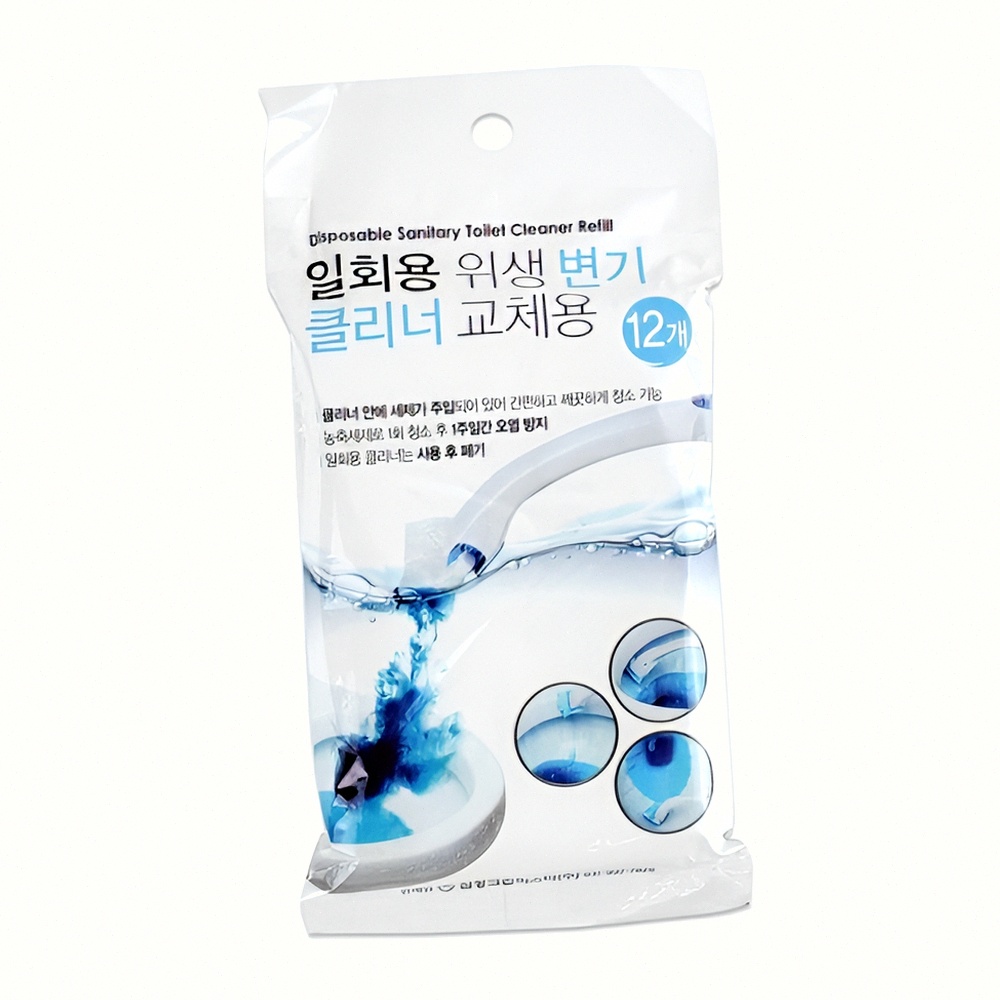 Disposable Sanitary Toilet Cleaner Refill
일회용 위생 변기
클리너 교체용
12개
클리너 안에 세제가 주입되어 있어 간편하고 깨끗하게 청소 가능
농축세제로 1회 청소 후 1주일간 오염 방지
일회용 클리너는 사용 후 폐기